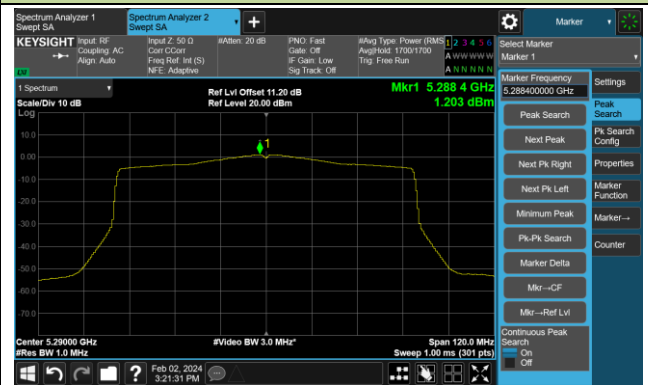 Spectrum Analyzer 1
Swept SA
Spectrum Analyzer 2
Swept SA
Marker
KEYSIGHT
Input: RF
Coupling: AC
Align: Auto
Input Z: 50 Ω
Corr CCorr
Freq Ref: Int (S)
NFE: Adaptive
#Atten: 20 dB
PNO: Fast
Gate: Off
IF Gain: Low
Sig Track: Off
#Avg Type: Power (RMS
Avg|Hold: 1700/1700
Trig: Free Run
1 2 3 4 5 6
A W W W W W
A N N N N N
LXI
Select Marker
Marker 1
1 Spectrum
Scale/Div 10 dB
Log
Ref Lvl Offset 11.20 dB
Ref Level 20.00 dBm
Mkr1 5.288 4 GHz
1.203 dBm
10.0
0.00
-10.0
-20.0
-30.0
-40.0
-50.0
-60.0
-70.0
1
Center 5.29000 GHz
#Res BW 1.0 MHz
#Video BW 3.0 MHz*
Span 120.0 MHz
Sweep 1.00 ms (301 pts)
Marker Frequency
5.288400000 GHz
Peak Search
Next Peak
Next Pk Right
Next Pk Left
Minimum Peak
Pk-Pk Search
Marker Delta
Mkr→CF
Mkr→Ref Lvl
Continuous Peak
Search
On
Off
Settings
Peak
Search
Pk Search
Config
Properties
Marker
Function
Marker→
Counter
Feb 02, 2024
3:21:31 PM